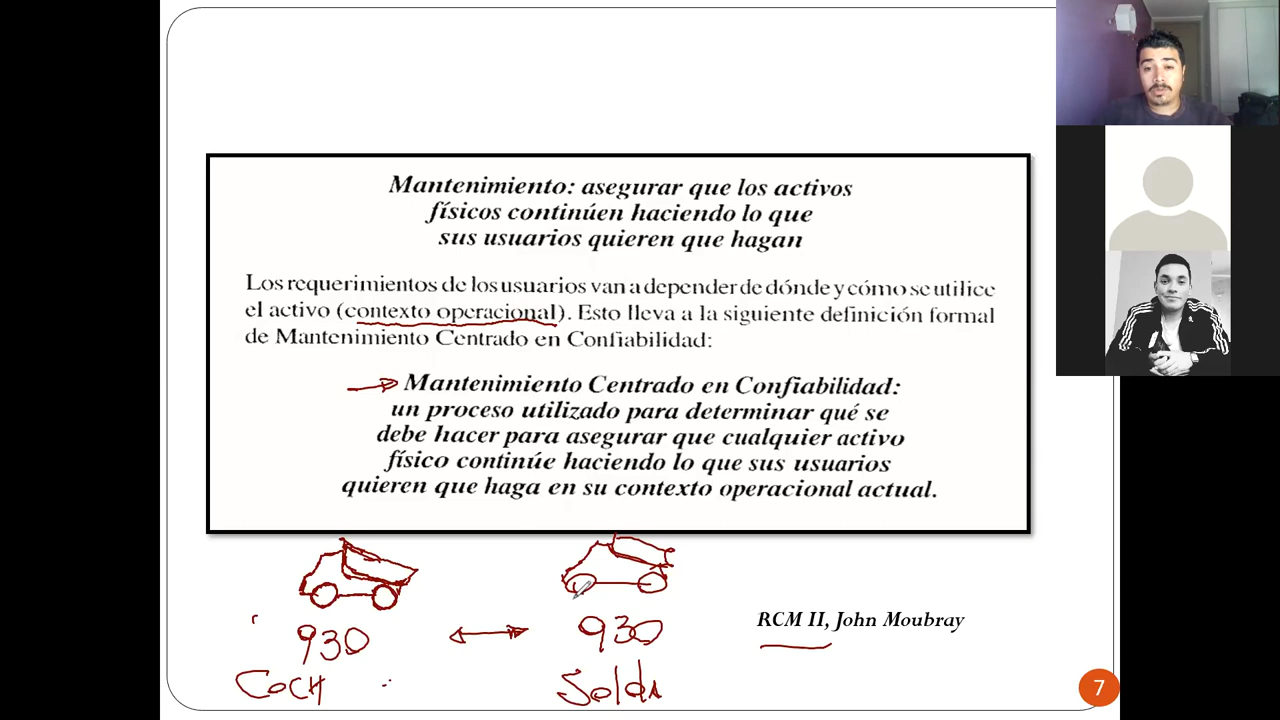 Mantenimiento: asegurar que los activos
físicos continúen haciendo lo que
sus usuarios quieren que hagan
Los requerimientos de los usuarios van a depender de dónde y cómo se utilice
el activo (contexto operacional). Esto lleva a la siguiente definición formal
de Mantenimiento Centrado en Confiabilidad:
Mantenimiento Centrado en Confiabilidad:
un proceso utilizado para determinar qué se
debe hacer para asegurar que cualquier activo
físico continúe haciendo lo que sus usuarios
quieren que haga en su contexto operacional actual.
930 930
RCM II, John Moubray
7